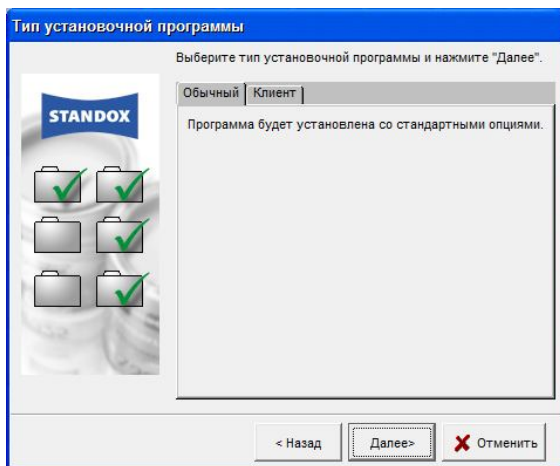 Тип установочной программы
Выберите тип установочной программы и нажмите "Далее".
Обычный Клиент
Программа будет установлена со стандартными опциями.
STANDOX
< Назад Далее> Отменить